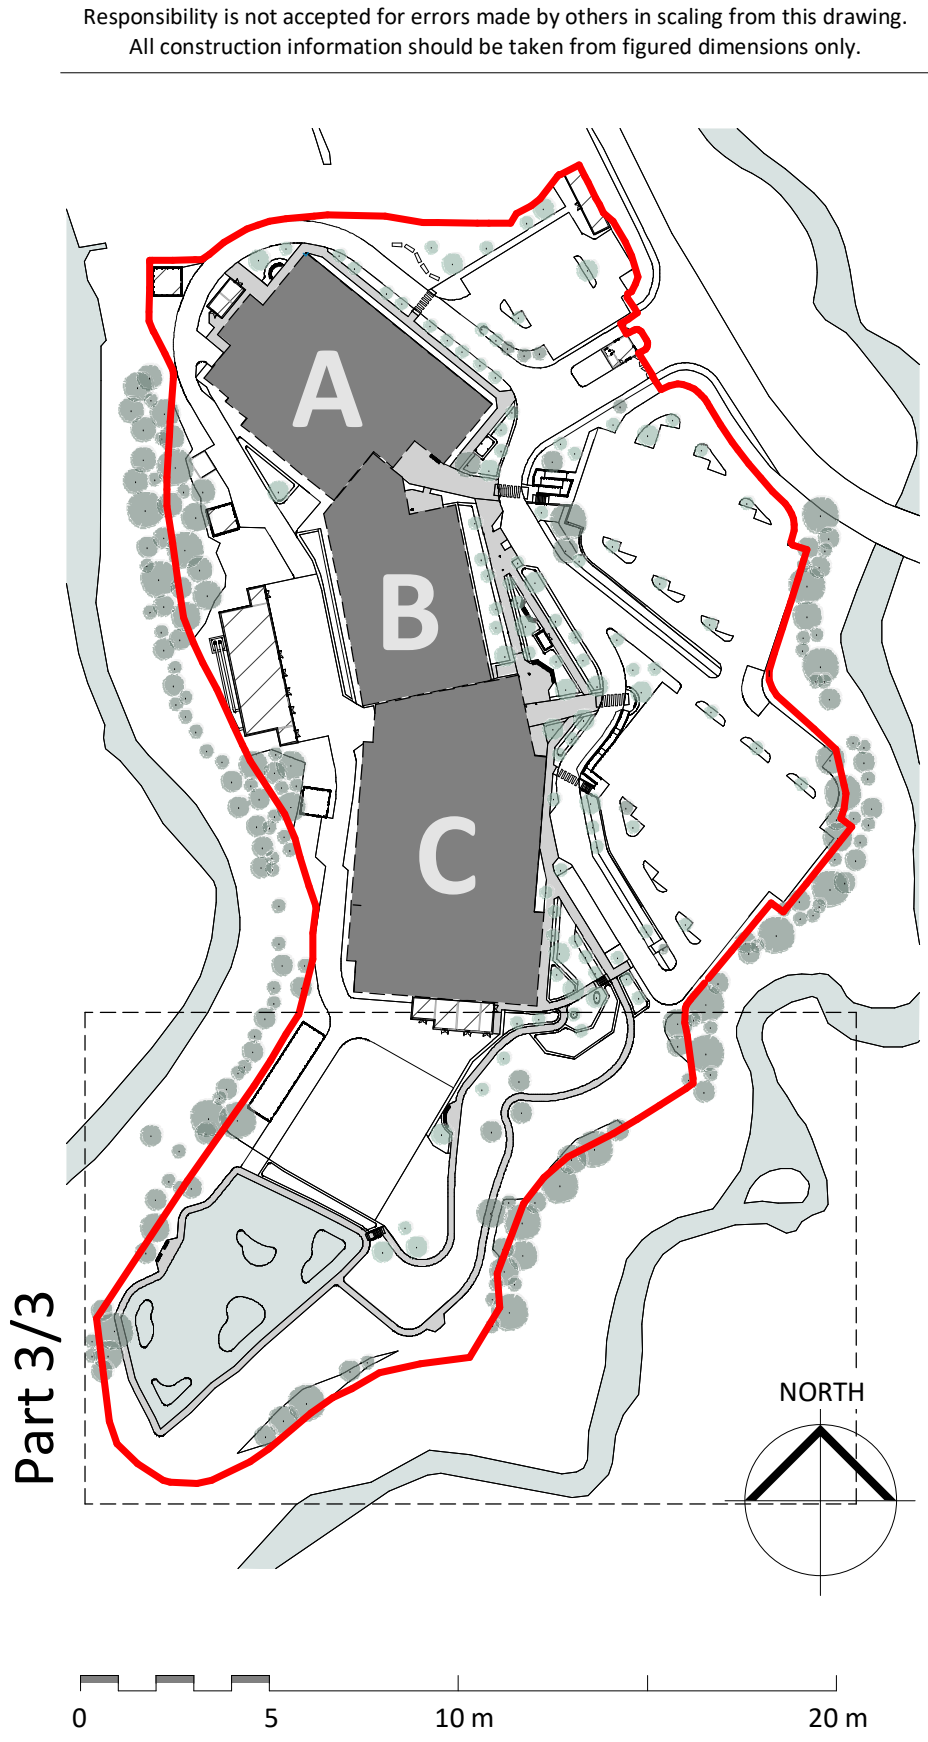 Responsibility is not accepted for errors made by others in scaling from this drawing.
All construction information should be taken from figured dimensions only.
A
B
C
Part 3/3
NORTH
0 5 10 m 20 m